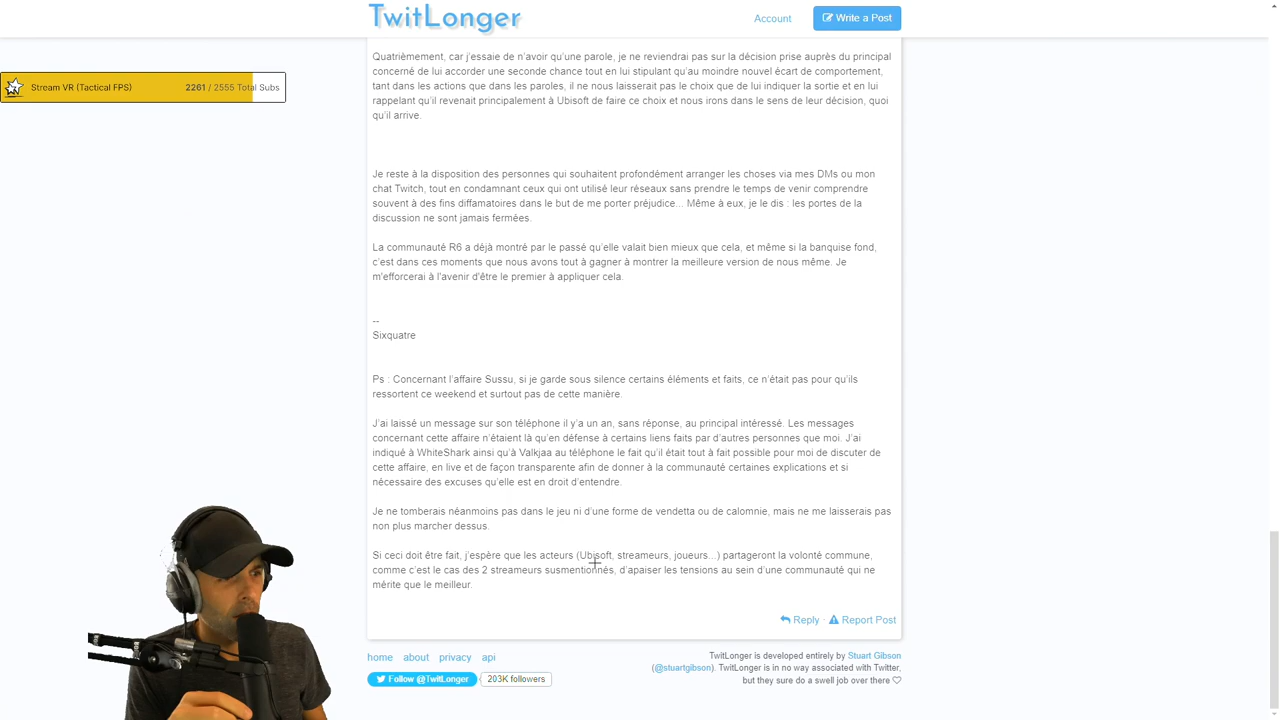 TwitLonger
Account
Write a Post
Stream VR (Tactical FPS)
2261 / 2555 Total Subs
Quatrièmement, car j'essaie de n'avoir qu'une parole, je ne reviendrai pas sur la décision prise auprès du principal
concerné de lui accorder une seconde chance tout en lui stipulant qu'au moindre nouvel écart de comportement,
tant dans les actions que dans les paroles, il ne nous laisserait pas le choix que de lui indiquer la sortie et en lui
rappelant qu'il revenait principalement à Ubisoft de faire ce choix et nous irons dans le sens de leur décision, quoi
qu'il arrive.
Je reste à la disposition des personnes qui souhaitent profondément arranger les choses via mes DMs ou mon
chat Twitch, tout en condamnant ceux qui ont utilisé leur réseaux sans prendre le temps de venir comprendre
souvent à des fins diffamatoires dans le but de me porter préjudice... Même à eux, je le dis : les portes de la
discussion ne sont jamais fermées.
La communauté R6 a déjà montré par le passé qu'elle valait bien mieux que cela, et même si la banquise fond,
c'est dans ces moments que nous avons tout à gagner à montrer la meilleure version de nous même. Je
m'efforcerai à l'avenir d'être le premier à appliquer cela.
--
Sixquatre
Ps : Concernant l'affaire Sussu, si je garde sous silence certains éléments et faits, ce n'était pas pour qu'ils
ressortent ce weekend et surtout pas de cette manière.
J'ai laissé un message sur son téléphone il y'a un an, sans réponse, au principal intéressé. Les messages
concernant cette affaire n'étaient là qu'en défense à certains liens faits par d'autres personnes que moi. J'ai
indiqué à WhiteShark ainsi qu'à Valkjaa au téléphone le fait qu'il était tout à fait possible pour moi de discuter de
cette affaire, en live et de façon transparente afin de donner à la communauté certaines explications et si
nécessaire des excuses qu'elle est en droit d'entendre.
Je ne tomberais néanmoins pas dans le jeu ni d'une forme de vendetta ou de calomnie, mais ne me laisserais pas
non plus marcher dessus.
Si ceci doit être fait, j'espère que les acteurs (Ubisoft, streameurs, joueurs...) partageront la volonté commune,
comme c'est le cas des 2 streameurs susmentionnés, d'apaiser les tensions au sein d'une communauté qui ne
mérite que le meilleur.
Reply · Report Post
home about privacy api
Follow @TwitLonger 203K followers
TwitLonger is developed entirely by Stuart Gibson
(@stuartgibson). TwitLonger is in no way associated with Twitter,
but they sure do a swell job over there